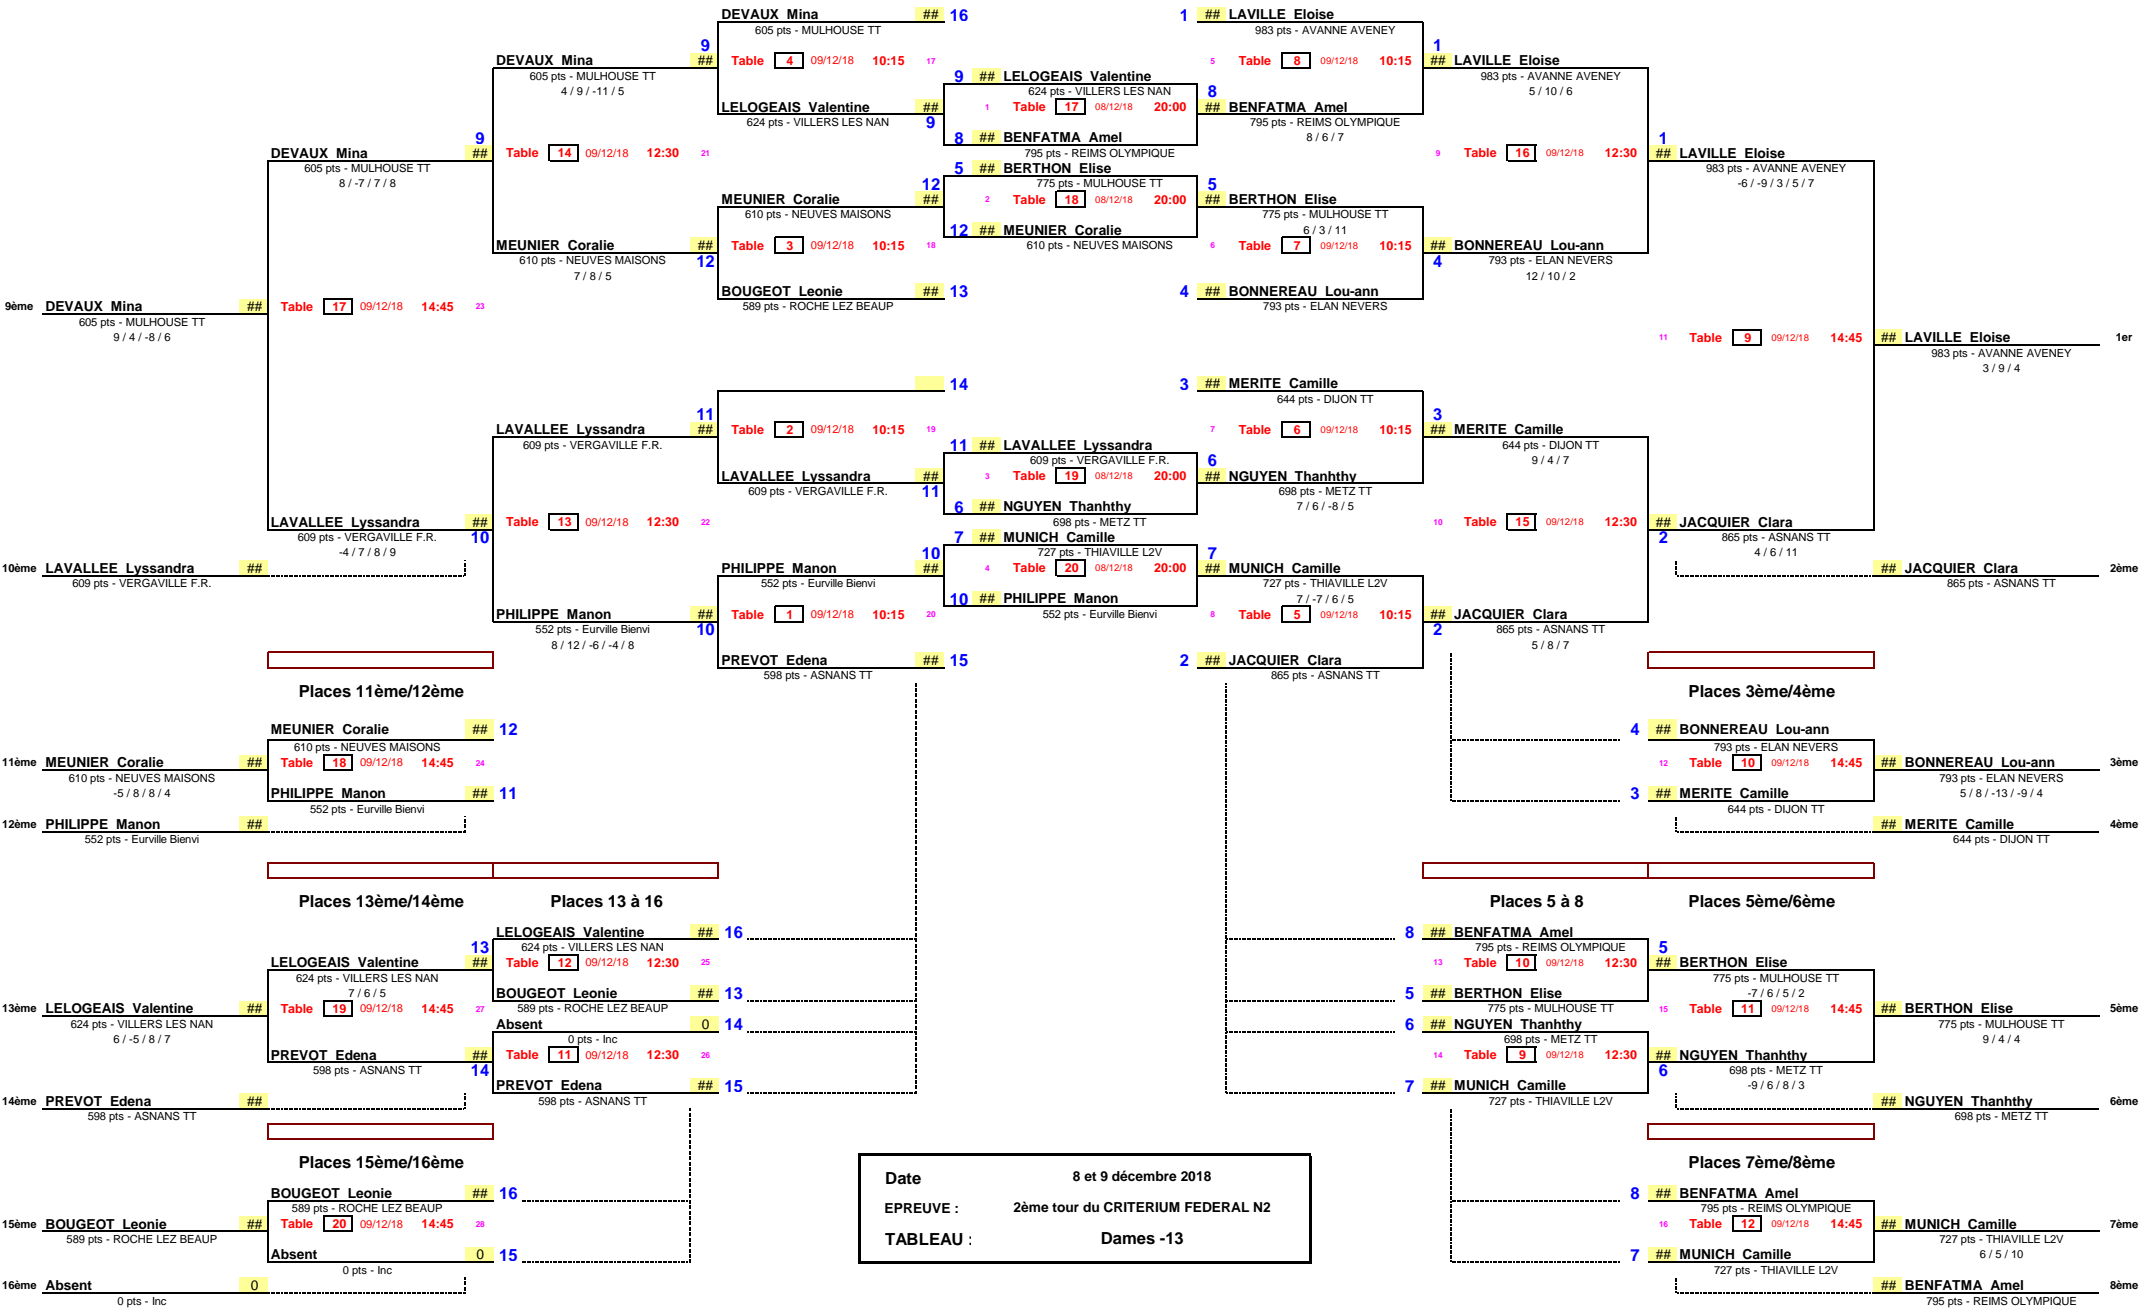 DEVAUX Mina ## 16 1 ## LAVILLE Eloise
605 pts - MULHOUSE TT 983 pts - AVANNE AVENEY
9 1
DEVAUX Mina ## Table 4 09/12/18 10:15 17 5 Table 8 09/12/18 10:15 ## LAVILLE Eloise
605 pts - MULHOUSE TT 9 ## LELOGEAIS Valentine 983 pts - AVANNE AVENEY
4 / 9 / -11 / 5 624 pts - VILLERS LES NAN 8 5 / 10 / 6
LELOGEAIS Valentine ## 1 Table 17 08/12/18 20:00 ## BENFATMA Amel
624 pts - VILLERS LES NAN 9 795 pts - REIMS OLYMPIQUE
9 8 ## BENFATMA Amel 8 / 6 / 7 1
DEVAUX Mina ## Table 14 09/12/18 12:30 21 795 pts - REIMS OLYMPIQUE 9 Table 16 09/12/18 12:30 ## LAVILLE Eloise
605 pts - MULHOUSE TT 5 ## BERTHON Elise 983 pts - AVANNE AVENEY
8 / -7 / 7 / 8 12 775 pts - MULHOUSE TT 5 -6 / -9 / 3 / 5 / 7
MEUNIER Coralie ## 2 Table 18 08/12/18 20:00 ## BERTHON Elise
610 pts - NEUVES MAISONS 775 pts - MULHOUSE TT
12 ## MEUNIER Coralie 6 / 3 / 11
MEUNIER Coralie ## Table 3 09/12/18 10:15 18 610 pts - NEUVES MAISONS 6 Table 7 09/12/18 10:15 ## BONNEREAU Lou-ann
610 pts - NEUVES MAISONS 12 4 793 pts - ELAN NEVERS
7 / 8 / 5 12 / 10 / 2
BOUGEOT Leonie ## 13 4 ## BONNEREAU Lou-ann
9ème DEVAUX Mina ## Table 17 09/12/18 14:45 23 589 pts - ROCHE LEZ BEAUP 793 pts - ELAN NEVERS
605 pts - MULHOUSE TT
9 / 4 / -8 / 6 11 Table 9 09/12/18 14:45 ## LAVILLE Eloise 1er
983 pts - AVANNE AVENEY
3 / 9 / 4
14 3 ## MERITE Camille
644 pts - DIJON TT
11 3
LAVALLEE Lyssandra ## Table 2 09/12/18 10:15 19 7 Table 6 09/12/18 10:15 ## MERITE Camille
609 pts - VERGAVILLE F.R. 11 ## LAVALLEE Lyssandra 644 pts - DIJON TT
609 pts - VERGAVILLE F.R. 6 9 / 4 / 7
LAVALLEE Lyssandra ## 3 Table 19 08/12/18 20:00 ## NGUYEN Thanhthy
609 pts - VERGAVILLE F.R. 11 698 pts - METZ TT
6 ## NGUYEN Thanhthy 7 / 6 / -8 / 5
LAVALLEE Lyssandra ## Table 13 09/12/18 12:30 22 698 pts - METZ TT 10 Table 15 09/12/18 12:30 ## JACQUIER Clara
609 pts - VERGAVILLE F.R. 10 7 ## MUNICH Camille 2 865 pts - ASNANS TT
-4 / 7 / 8 / 9 10 727 pts - THIAVILLE L2V 7 4 / 6 / 11
10ème LAVALLEE Lyssandra ## PHILIPPE Manon ## 4 Table 20 08/12/18 20:00 ## MUNICH Camille ## JACQUIER Clara 2ème
609 pts - VERGAVILLE F.R. 552 pts - Eurville Bienvi 727 pts - THIAVILLE L2V 865 pts - ASNANS TT
10 ## PHILIPPE Manon 7 / -7 / 6 / 5
PHILIPPE Manon ## Table 1 09/12/18 10:15 20 552 pts - Eurville Bienvi 8 Table 5 09/12/18 10:15 ## JACQUIER Clara
552 pts - Eurville Bienvi 10 2 865 pts - ASNANS TT
8 / 12 / -6 / -4 / 8 5 / 8 / 7
PREVOT Edena ## 15 2 ## JACQUIER Clara
598 pts - ASNANS TT 865 pts - ASNANS TT
Places 11ème/12ème Places 3ème/4ème
MEUNIER Coralie ## 12 4 ## BONNEREAU Lou-ann
610 pts - NEUVES MAISONS 793 pts - ELAN NEVERS
11ème MEUNIER Coralie ## Table 18 09/12/18 14:45 24 12 Table 10 09/12/18 14:45 ## BONNEREAU Lou-ann 3ème
610 pts - NEUVES MAISONS 793 pts - ELAN NEVERS
-5 / 8 / 8 / 4 PHILIPPE Manon ## 11 3 ## MERITE Camille 5 / 8 / -13 / -9 / 4
552 pts - Eurville Bienvi 644 pts - DIJON TT
12ème PHILIPPE Manon ## ## MERITE Camille 4ème
552 pts - Eurville Bienvi 644 pts - DIJON TT
Places 13ème/14ème Places 13 à 16 Places 5 à 8 Places 5ème/6ème
LELOGEAIS Valentine ## 16 8 ## BENFATMA Amel
13 624 pts - VILLERS LES NAN 795 pts - REIMS OLYMPIQUE 5
LELOGEAIS Valentine ## Table 12 09/12/18 12:30 25 13 Table 10 09/12/18 12:30 ## BERTHON Elise
624 pts - VILLERS LES NAN 775 pts - MULHOUSE TT
7 / 6 / 5 BOUGEOT Leonie ## 13 5 ## BERTHON Elise -7 / 6 / 5 / 2
13ème LELOGEAIS Valentine ## Table 19 09/12/18 14:45 27 589 pts - ROCHE LEZ BEAUP 775 pts - MULHOUSE TT 15 Table 11 09/12/18 14:45 ## BERTHON Elise 5ème
624 pts - VILLERS LES NAN Absent 0 14 6 ## NGUYEN Thanhthy 775 pts - MULHOUSE TT
6 / -5 / 8 / 7 0 pts - Inc 698 pts - METZ TT 9 / 4 / 4
PREVOT Edena ## Table 11 09/12/18 12:30 26 14 Table 9 09/12/18 12:30 ## NGUYEN Thanhthy
598 pts - ASNANS TT 14 6 698 pts - METZ TT
PREVOT Edena ## 15 7 ## MUNICH Camille -9 / 6 / 8 / 3
14ème PREVOT Edena ## 598 pts - ASNANS TT 727 pts - THIAVILLE L2V ## NGUYEN Thanhthy 6ème
598 pts - ASNANS TT 698 pts - METZ TT
Places 15ème/16ème Places 7ème/8ème
Date 8 et 9 décembre 2018
BOUGEOT Leonie ## 16 8 ## BENFATMA Amel
589 pts - ROCHE LEZ BEAUP EPREUVE : 2ème tour du CRITERIUM FEDERAL N2 795 pts - REIMS OLYMPIQUE
15ème BOUGEOT Leonie ## Table 20 09/12/18 14:45 28 16 Table 12 09/12/18 14:45 ## MUNICH Camille 7ème
589 pts - ROCHE LEZ BEAUP TABLEAU : Dames -13 727 pts - THIAVILLE L2V
Absent 0 15 7 ## MUNICH Camille 6 / 5 / 10
0 pts - Inc 727 pts - THIAVILLE L2V
16ème Absent 0 ## BENFATMA Amel 8ème
0 pts - Inc 795 pts - REIMS OLYMPIQUE